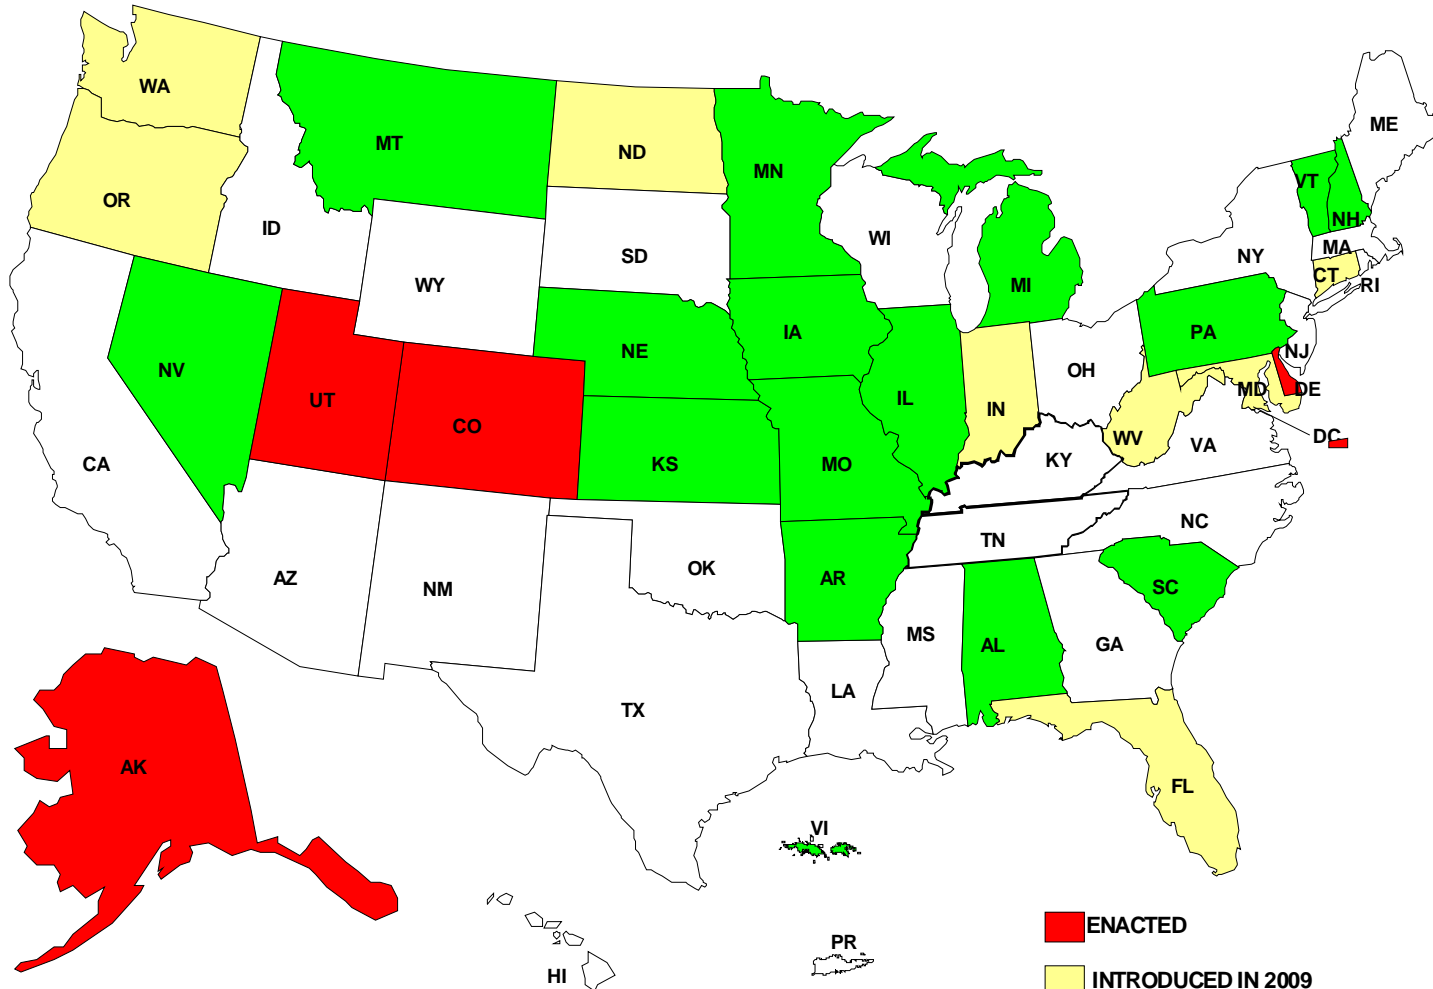 WA
MT
ND
MN
ME
OR
ID
SD
WI
VT
NH
MA
NY
CT
RI
WY
MI
NV
NE
IA
PA
NJ
UT
CO
IL
IN
OH
MD
DE
WV
DC
VA
CA
KS
MO
KY
NC
TN
AZ
NM
OK
AR
SC
MS
AL
GA
LA
TX
AK
FL
VI
HI
PR
ENACTED
INTRODUCED IN 2009